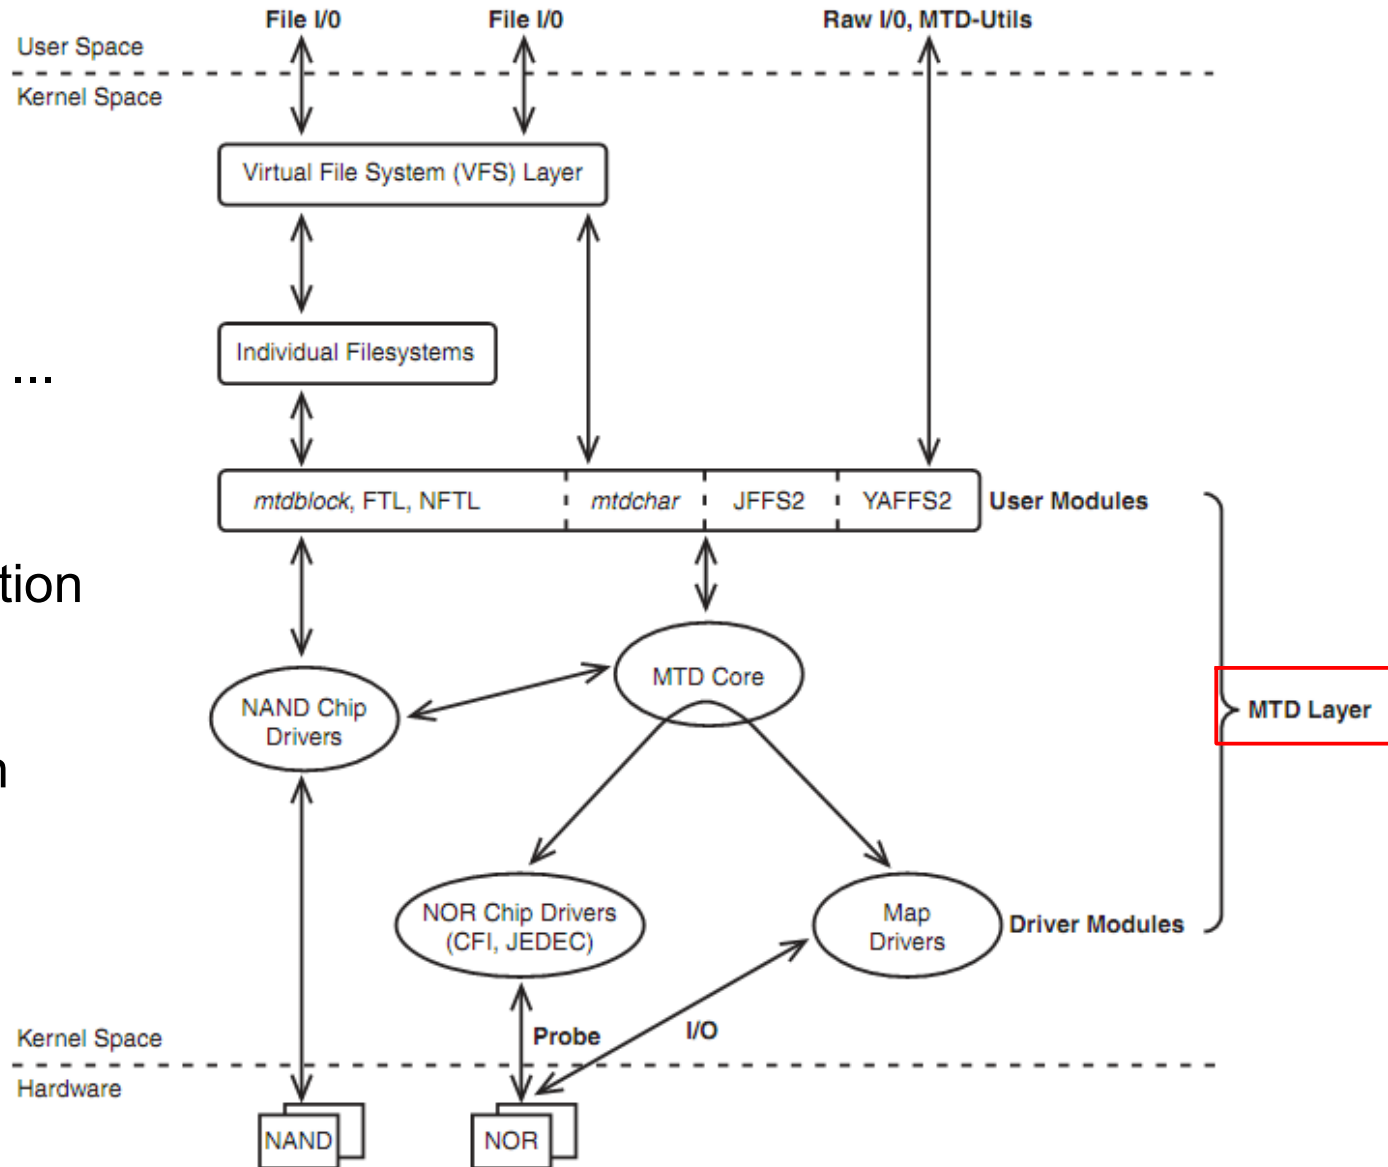 File I/0
File I/0
Raw I/0, MTD-Utils
User Space
Kernel Space
Virtual File System (VFS) Layer
Individual Filesystems
...
mtdblock, FTL, NFTL
mtdchar
JFFS2
YAFFS2
User Modules
tion
MTD Core
NAND Chip
Drivers
MTD Layer
n
NOR Chip Drivers
(CFI, JEDEC)
Map
Drivers
Driver Modules
Kernel Space
Probe
I/O
Hardware
NAND
NOR